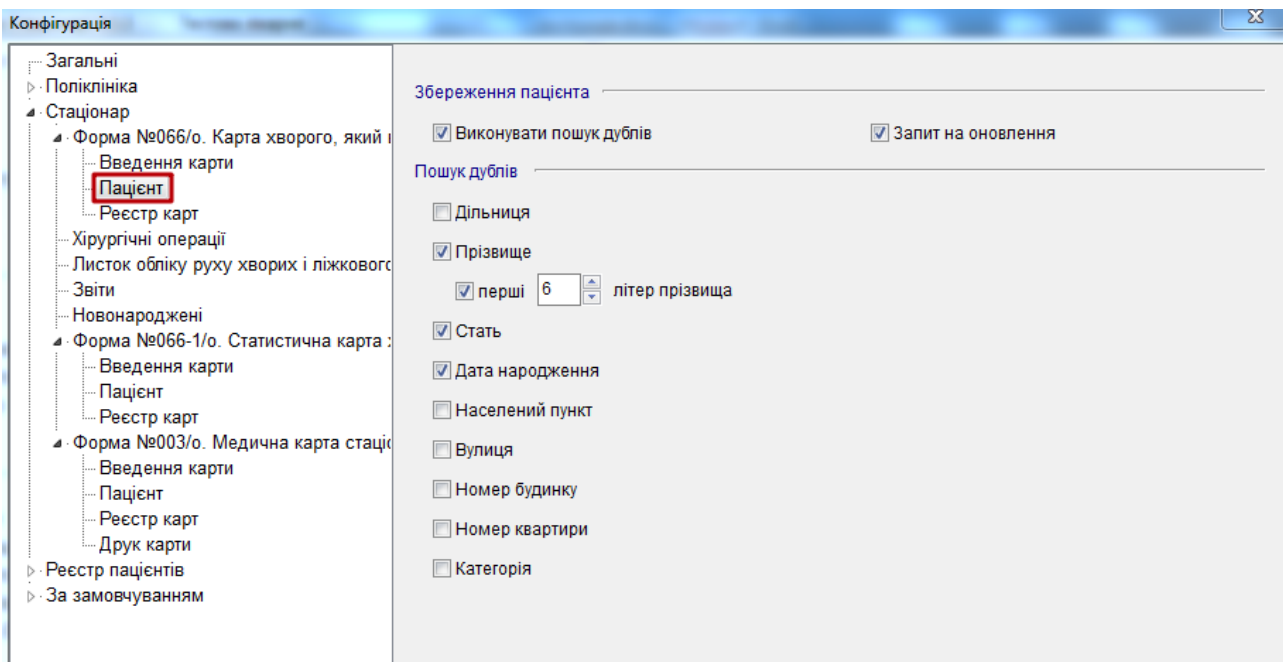 Конфігурація
Загальні
Поліклініка
Стаціонар
Форма №066/о. Карта хворого, який
Введення карти
Пацієнт
Реєстр карт
Хірургічні операції
Листок обліку руху хворих і ліжкового
Звіти
Новонароджені
Форма №066-1/о. Статистична карта
Введення карти
Пацієнт
Реєстр карт
Форма №003/о. Медична карта
Введення карти
Пацієнт
Реєстр карт
Друк карти
Реєстр пацієнтів
За замовчуванням
Збереження пацієнта
Виконувати пошук дублів Запит на оновлення
Пошук дублів
Дільниця
Прізвище
перші 6 літер прізвища
Стать
Дата народження
Населений пункт
Вулиця
Номер будинку
Номер квартири
Категорія